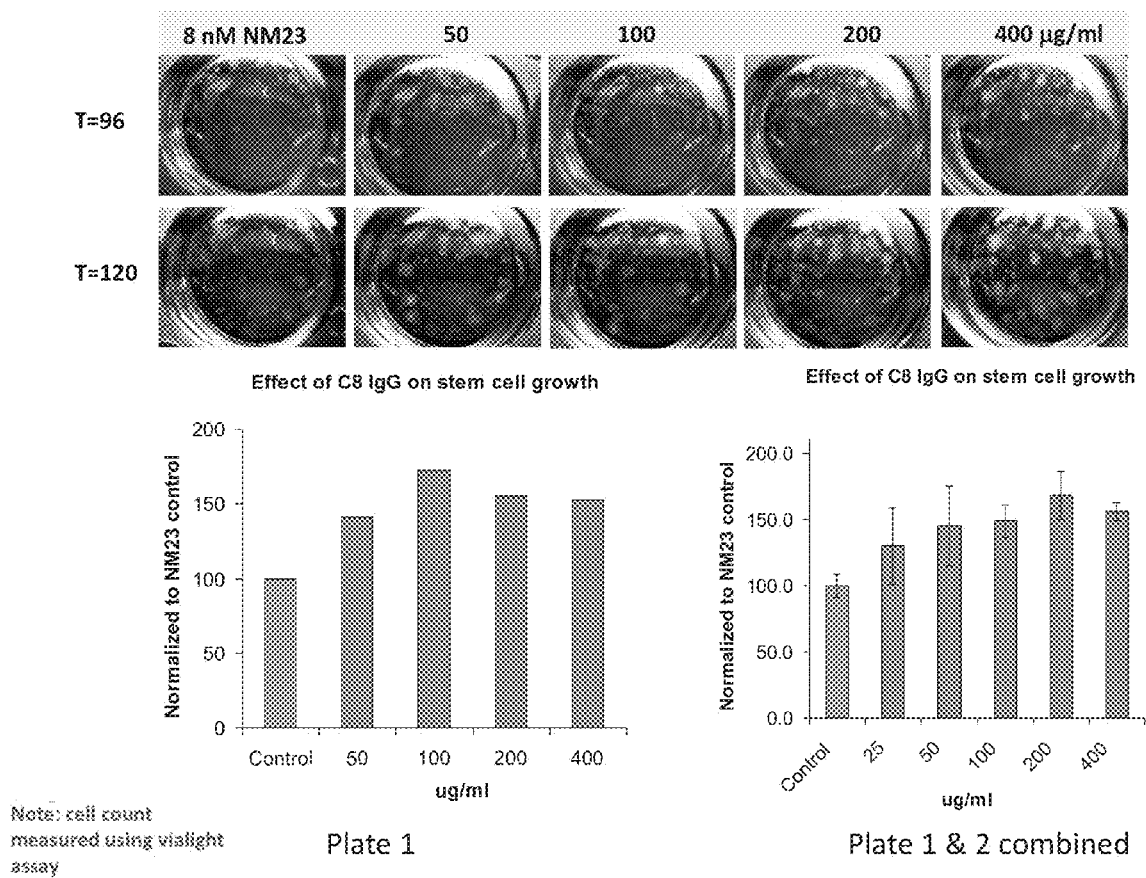 8 nM NM23 50 100 200 400 µg/ml
T=96
T=120
Effect of C8 IgG on stem cell growth
Normalized to NM23 control
200
150
100
50
0
Control 50 100 200 400
ug/ml
Plate 1
Effect of C8 IgG on stem cell growth
Normalized to NM23 control
200.0
150.0
100.0
50.0
0.0
Control 25 50 100 200 400
ug/ml
Plate 1 & 2 combined
Note: cell count
measured using vialight
assay